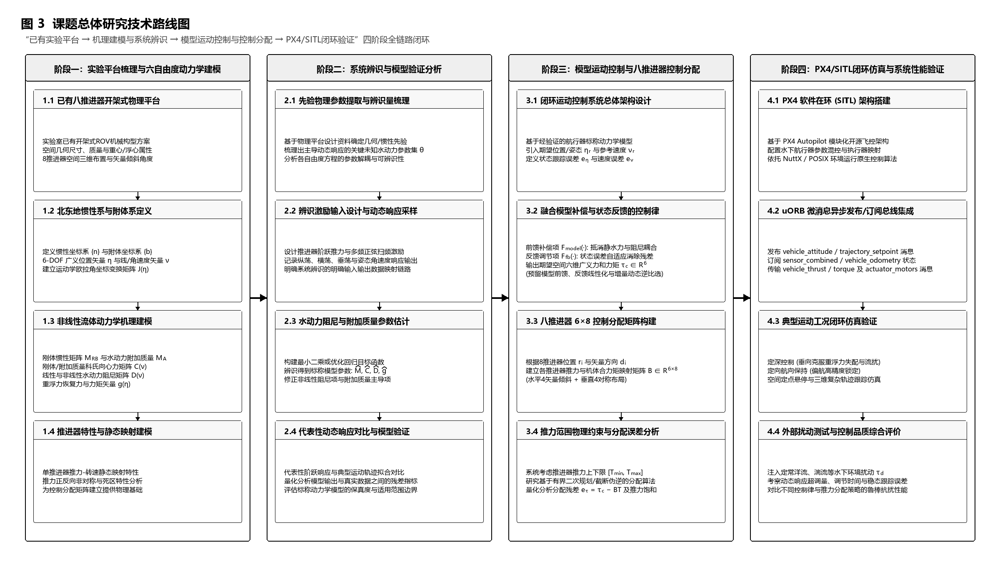 图 3  课题总体研究技术路线图
“已有实验平台 → 机理建模与系统辨识 → 模型运动控制与控制分配 → PX4/SITL闭环验证” 四阶段全链路闭环
阶段一：实验平台梳理与六自由度动力学建模
1.1 已有八推进器开架式物理平台
实验室已有开架式ROV机械构型方案
空间几何尺寸、质量与重心/浮心属性
8推进器空间三维布置与矢量倾斜角度
1.2 北东地惯性系与附体系定义
定义惯性坐标系 {n} 与附体坐标系 {b}
6-DOF 广义位置矢量 η 与线/角速度矢量 ν
建立运动学欧拉角坐标变换矩阵 J(η)
1.3 非线性流体动力学机理建模
刚体惯性矩阵 M_RB 与水动力附加质量 M_A
刚体/附加质量科氏向心力矩阵 C(ν)
线性与非线性水动力阻尼矩阵 D(ν)
重浮力恢复力与力矩矢量 g(η)
1.4 推进器特性与静态映射建模
单推进器推力-转速静态映射特性
推力正反向非对称与死区特性分析
为控制分配矩阵建立提供物理基础
阶段二：系统辨识与模型验证分析
2.1 先验物理参数提取与辨识量梳理
基于物理平台设计资料确定几何/惯性先验
梳理出主导动态响应的关键未知水动力参数集 θ
分析各自由度方程的参数解耦与可辨识性
2.2 辨识激励输入设计与动态响应采样
设计推进器阶跃推力与多频正弦扫频激励
记录纵荡、横荡、垂荡与姿态角速度响应输出
明确系统辨识的明确输入输出数据映射链路
2.3 水动力阻尼与附加质量参数估计
构建最小二乘或优化回归目标函数
辨识得到标称模型参数: M̂, Ĉ, D̂, ĝ
修正非线性阻尼项与附加质量主导项
2.4 代表性动态响应对比与模型验证
代表性阶跃响应与典型运动轨迹拟合对比
量化分析模型输出与真实数据之间的残差指标
评估标称动力学模型的保真度与适用范围边界
阶段三：模型运动控制与八推进器控制分配
3.1 闭环运动控制系统总体架构设计
基于经验证的航行器标称动力学模型
引入期望位置/姿态 ηᵣ 与参考速度 νᵣ
定义状态跟踪误差 e_η 与速度误差 e_ν
3.2 融合模型补偿与状态反馈的控制律
前馈补偿项 F_model(·): 抵消静水力与阻尼耦合
反馈调节项 F_fb(·): 状态误差自适应消除残差
输出期望空间六维广义力和力矩 τ_c ∈ R⁶
(预留模型前馈、反馈线性化与增量动态逆比选)
3.3 八推进器 6×8 控制分配矩阵构建
根据8推进器位置 rᵢ 与矢量方向 dᵢ
建立各推进器推力与机体合力矩映射矩阵 B ∈ R⁶ˣ⁸
(水平4矢量倾斜 + 垂直4对称布局)
3.4 推力范围物理约束与分配误差分析
系统考虑推进器推力上下限 [T_min, T_max]
研究基于有界二次规划/截断伪逆的分配算法
量化分析分配残差 e_τ = τ_c − BT 及推力饱和
阶段四：PX4/SITL闭环仿真与系统性能验证
4.1 PX4 软件在环 (SITL) 架构搭建
基于 PX4 Autopilot 模块化开源飞控架构
配置水下航行器参数混控与执行器映射
依托 NuttX / POSIX 环境运行原生控制算法
4.2 uORB 微消息异步发布/订阅总线集成
发布 vehicle_attitude / trajectory_setpoint 消息
订阅 sensor_combined / vehicle_odometry 状态
传输 vehicle_thrust / torque 及 actuator_motors 消息
4.3 典型运动工况闭环仿真验证
定深控制 (垂向克服重浮力失配与流扰)
定向航向保持 (偏航高精度锁定)
空间定点悬停与三维复杂轨迹跟踪仿真
4.4 外部扰动测试与控制品质综合评价
注入定常洋流、湍流等水下环境扰动 τ_d
考察动态响应超调量、调节时间与稳态跟踪误差
对比不同控制律与推力分配策略的鲁棒抗扰性能